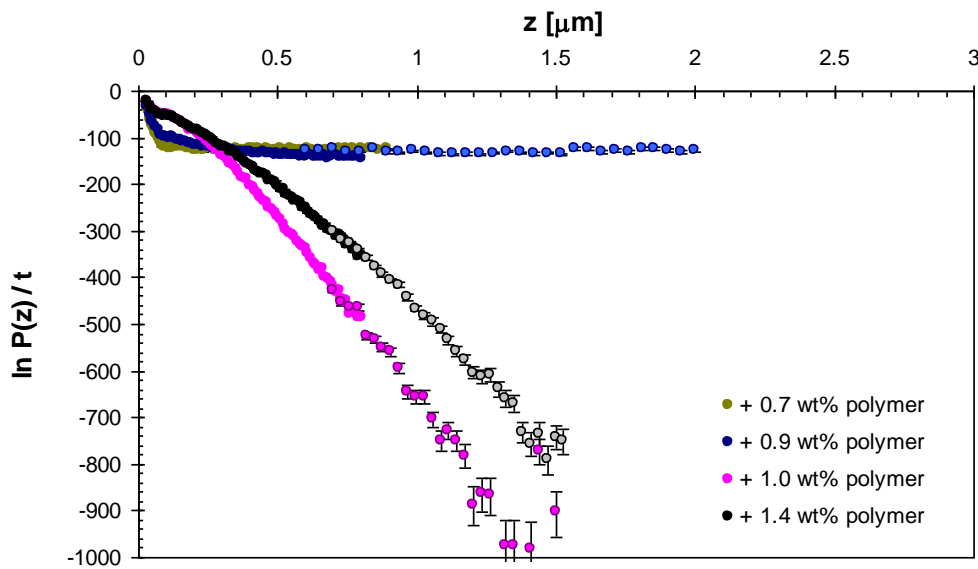 z [μm]
0 0.5 1 1.5 2 2.5 3
0
-100
-200
-300
-400
-500
-600
-700
-800
-900
-1000
ln P(z) / t
+ 0.7 wt% polymer
+ 0.9 wt% polymer
+ 1.0 wt% polymer
+ 1.4 wt% polymer